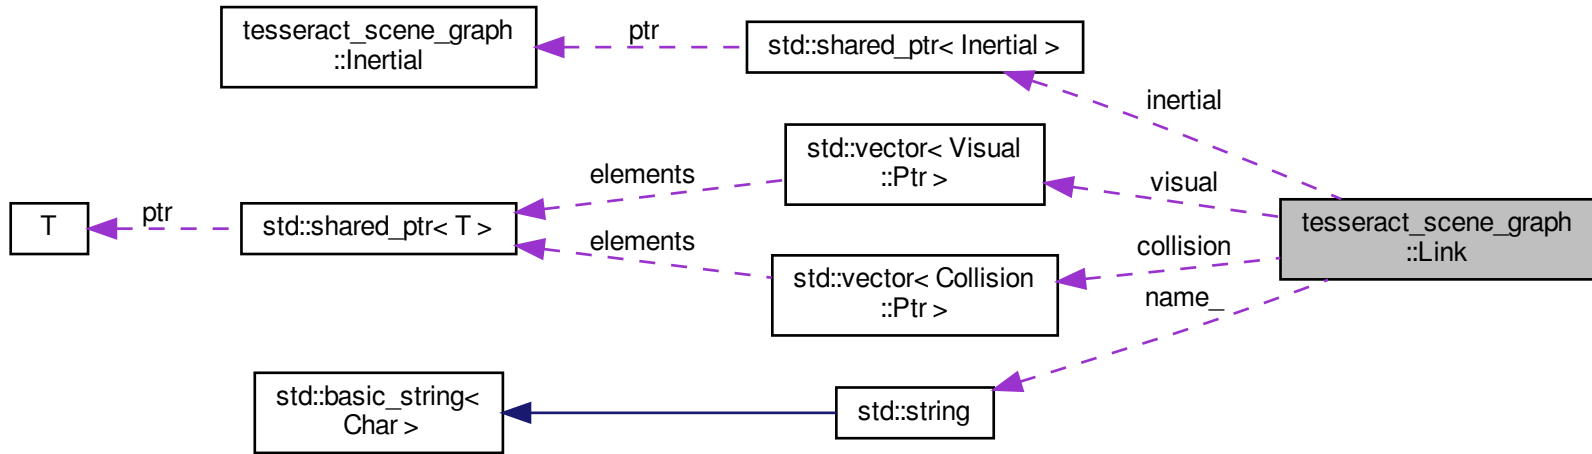 tesseract_scene_graph
::Inertial
ptr
std::shared_ptr< Inertial >
inertial
std::vector< Visual
::Ptr >
elements
visual
T
ptr
std::shared_ptr< T >
tesseract_scene_graph
::Link
elements
collision
std::vector< Collision
::Ptr >
name_
std::basic_string<
Char >
std::string